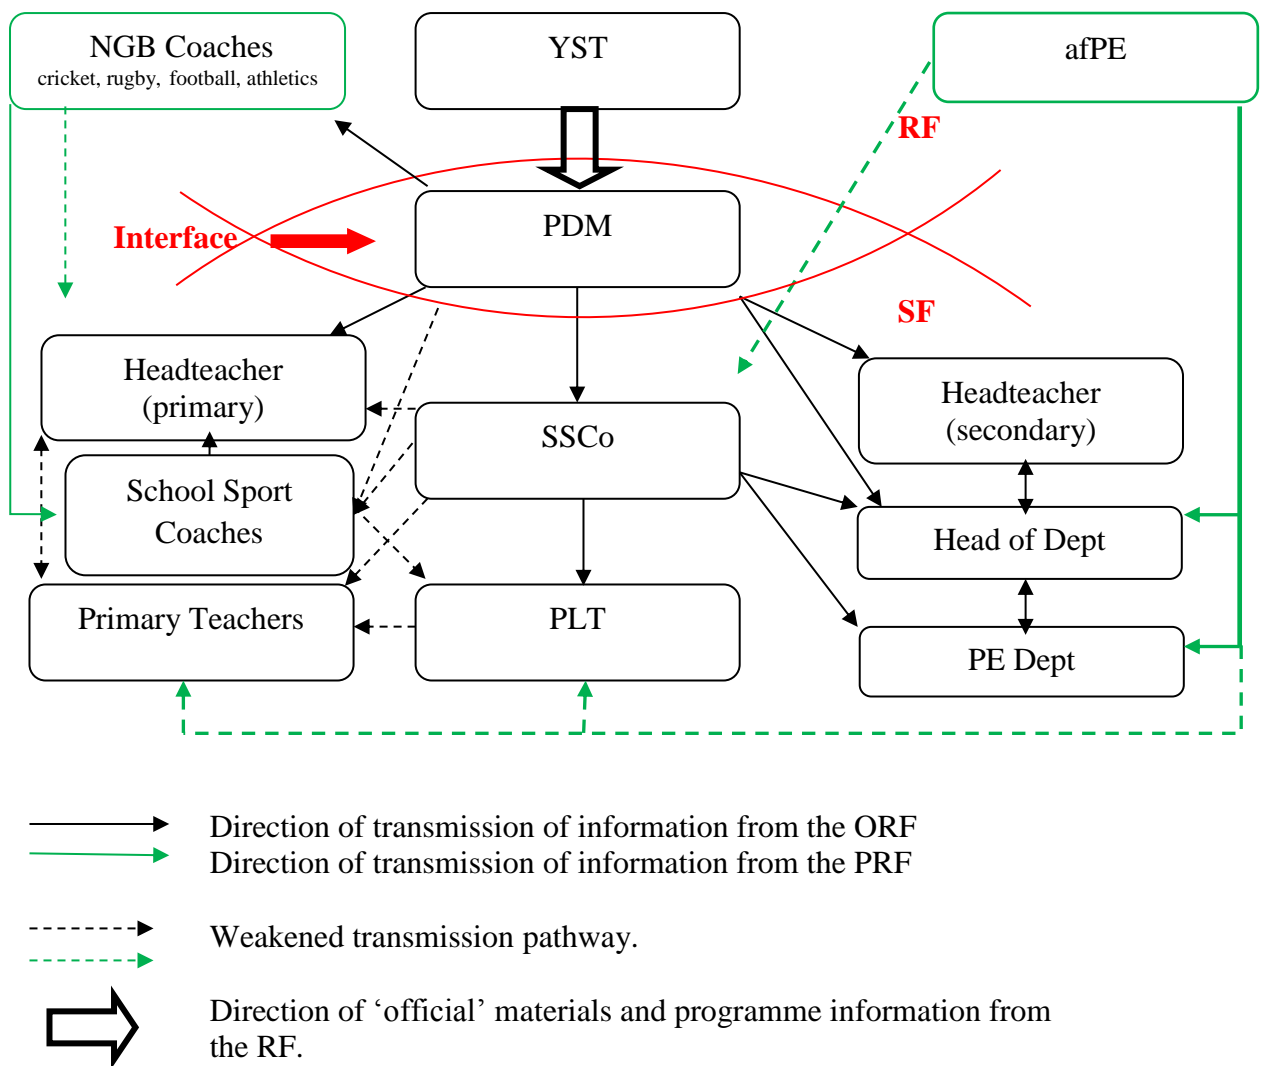 NGB Coaches
cricket, rugby, football, athletics
YST
afPE
RF
PDM
Interface
SF
Headteacher
(primary)
SSCo
Headteacher
(secondary)
School Sport
Coaches
Head of Dept
Primary Teachers
PLT
PE Dept
Direction of transmission of information from the ORF
Direction of transmission of information from the PRF
Weakened transmission pathway.
Direction of ‘official’ materials and programme information from
the RF.